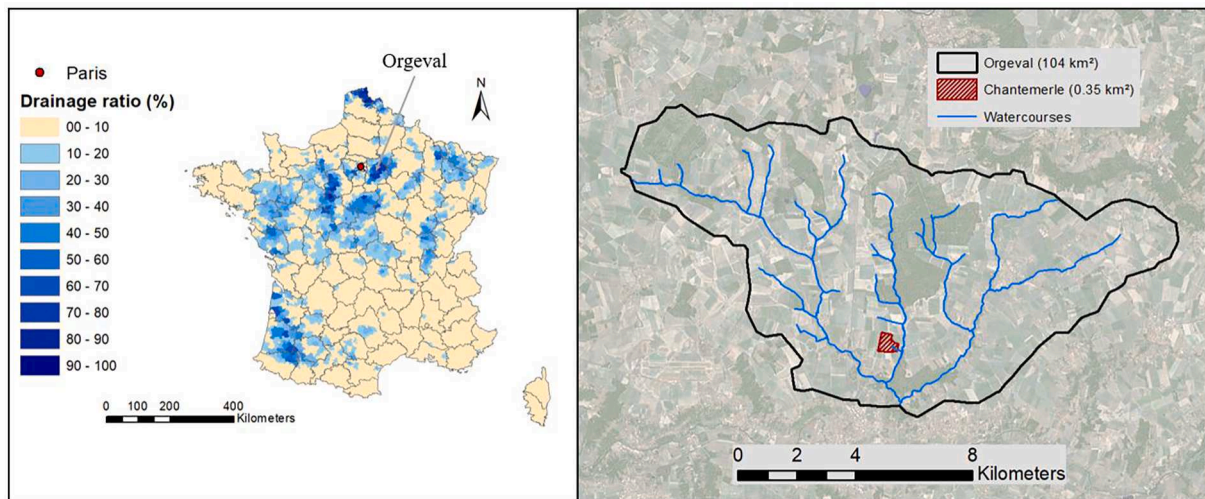 Orgeval
Paris
N
Drainage ratio (%)
00 - 10
10 - 20
20 - 30
30 - 40
40 - 50
50 - 60
60 - 70
70 - 80
80 - 90
90 - 100
0 100 200 400
Kilometers
Orgeval (104 km²)
Chantemerle (0.35 km²)
Watercourses
0 2 4 8
Kilometers